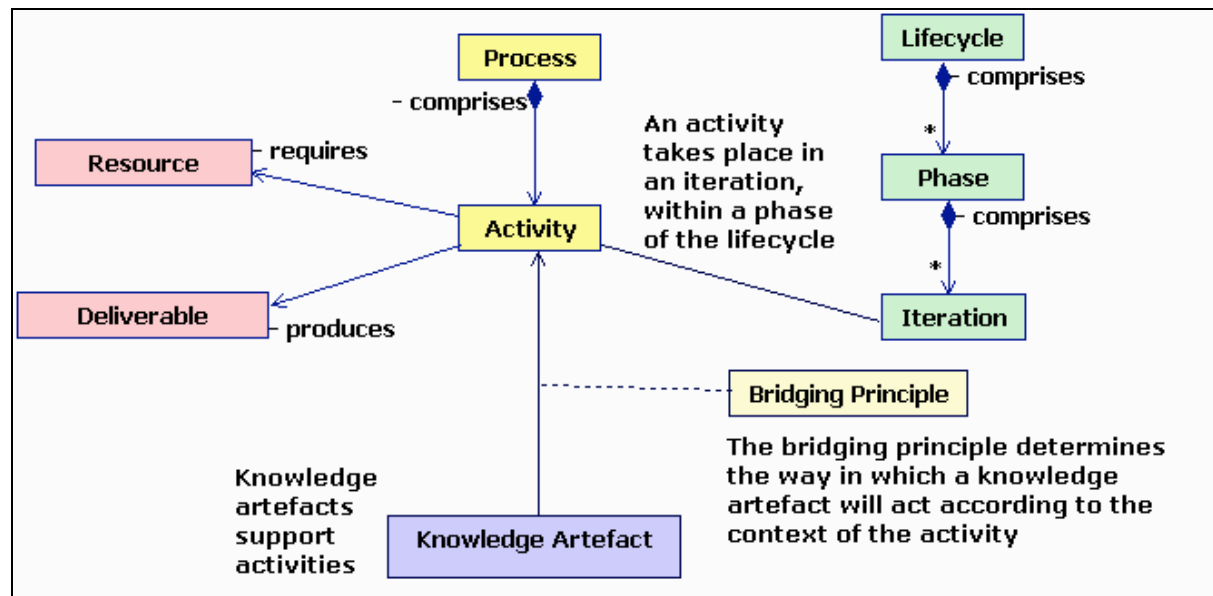 Lifecycle
Process
- comprises
- comprises
An activity
takes place in
an iteration,
within a phase
of the lifecycle
*
- requires
Resource
Phase
- comprises
Activity
*
Deliverable
- produces
Iteration
Bridging Principle
The bridging principle determines
the way in which a knowledge
artefact will act according to the
context of the activity
Knowledge
artefacts
support
activities
Knowledge Artefact